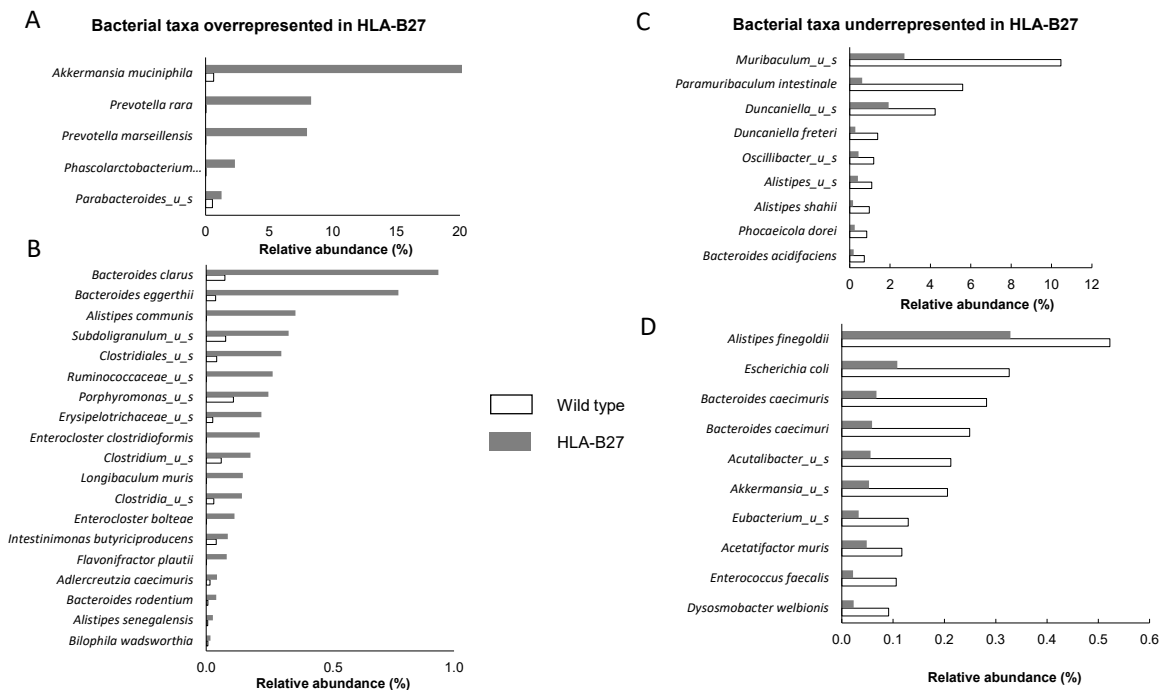 A
Bacterial taxa overrepresented in HLA-B27
Akkermansia muciniphila
Prevotella rara
Prevotella marseillensis
Phascolarctobacterium...
Parabacteroides_u_s
0 5 10 15 20
Relative abundance (%)
B
Bacteroides clarus
Bacteroides eggerthii
Alistipes communis
Subdoligranulum_u_s
Clostridiales_u_s
Ruminococcaceae_u_s
Porphyromonas_u_s
Erysipelotrichaceae_u_s
Enterocloster clostridioformis
Clostridium_u_s
Longibaculum muris
Clostridia_u_s
Enterocloster bolteae
Intestinimonas butyriciproducens
Flavonifractor plautii
Adlercreutzia caecimuris
Bacteroides rodentium
Alistipes senegalensis
Bilophila wadsworthia
0.0 0.5 1.0
Relative abundance (%)
Wild type
HLA-B27
C
Bacterial taxa underrepresented in HLA-B27
Muribaculum_u_s
Paramuribaculum intestinale
Duncaniella_u_s
Duncaniella freteri
Oscillibacter_u_s
Alistipes_u_s
Alistipes shahii
Phocaeicola dorei
Bacteroides acidifaciens
0 2 4 6 8 10 12
Relative abundance (%)
D
Alistipes finegoldii
Escherichia coli
Bacteroides caecimuris
Bacteroides caecimuri
Acutalibacter_u_s
Akkermansia_u_s
Eubacterium_u_s
Acetatifactor muris
Enterococcus faecalis
Dysosmobacter welbionis
0.0 0.1 0.2 0.3 0.4 0.5 0.6
Relative abundance (%)